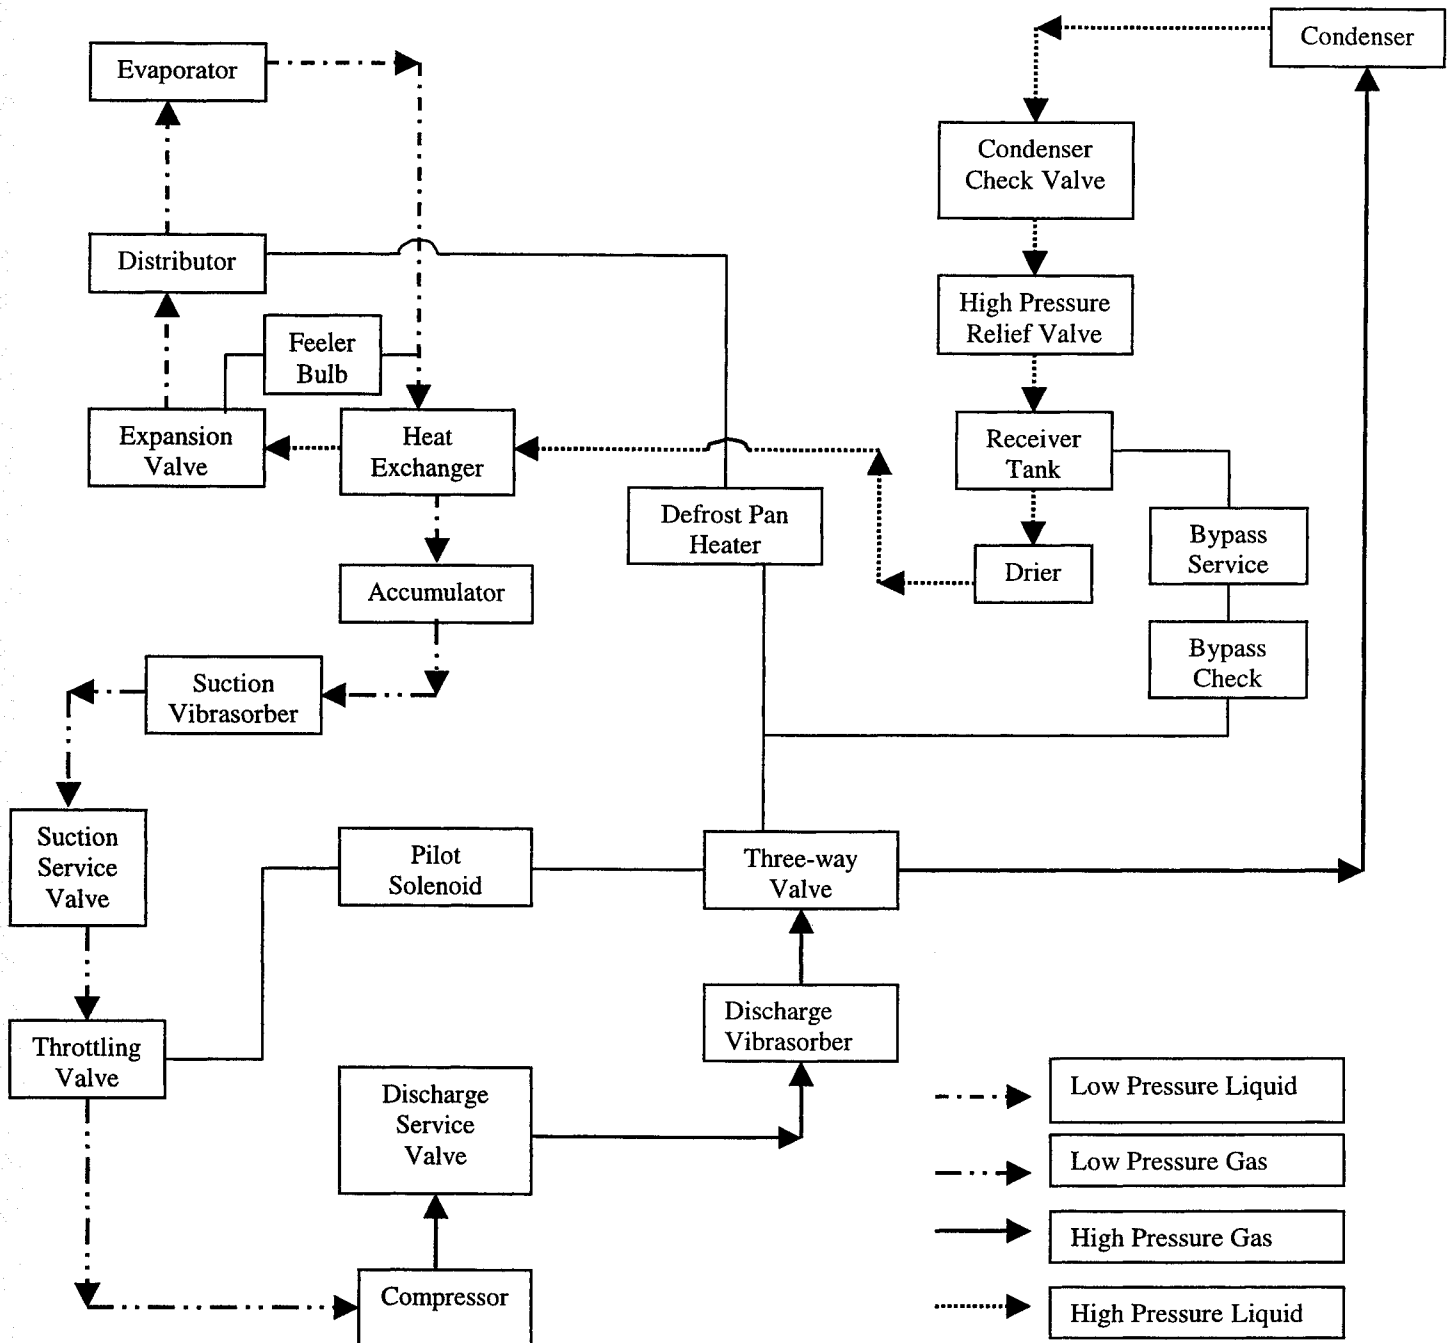 Condenser
Evaporator
Condenser
Check Valve
Distributor
High Pressure
Relief Valve
Feeler
Bulb
Expansion
Valve
Heat
Exchanger
Receiver
Tank
Defrost Pan
Heater
Bypass
Service
Drier
Accumulator
Bypass
Check
Suction
Vibrasorber
Suction
Service
Valve
Pilot
Solenoid
Three-way
Valve
Discharge
Vibrasorber
Throttling
Valve
Discharge
Service
Valve
Compressor
Low Pressure Liquid
Low Pressure Gas
High Pressure Gas
High Pressure Liquid